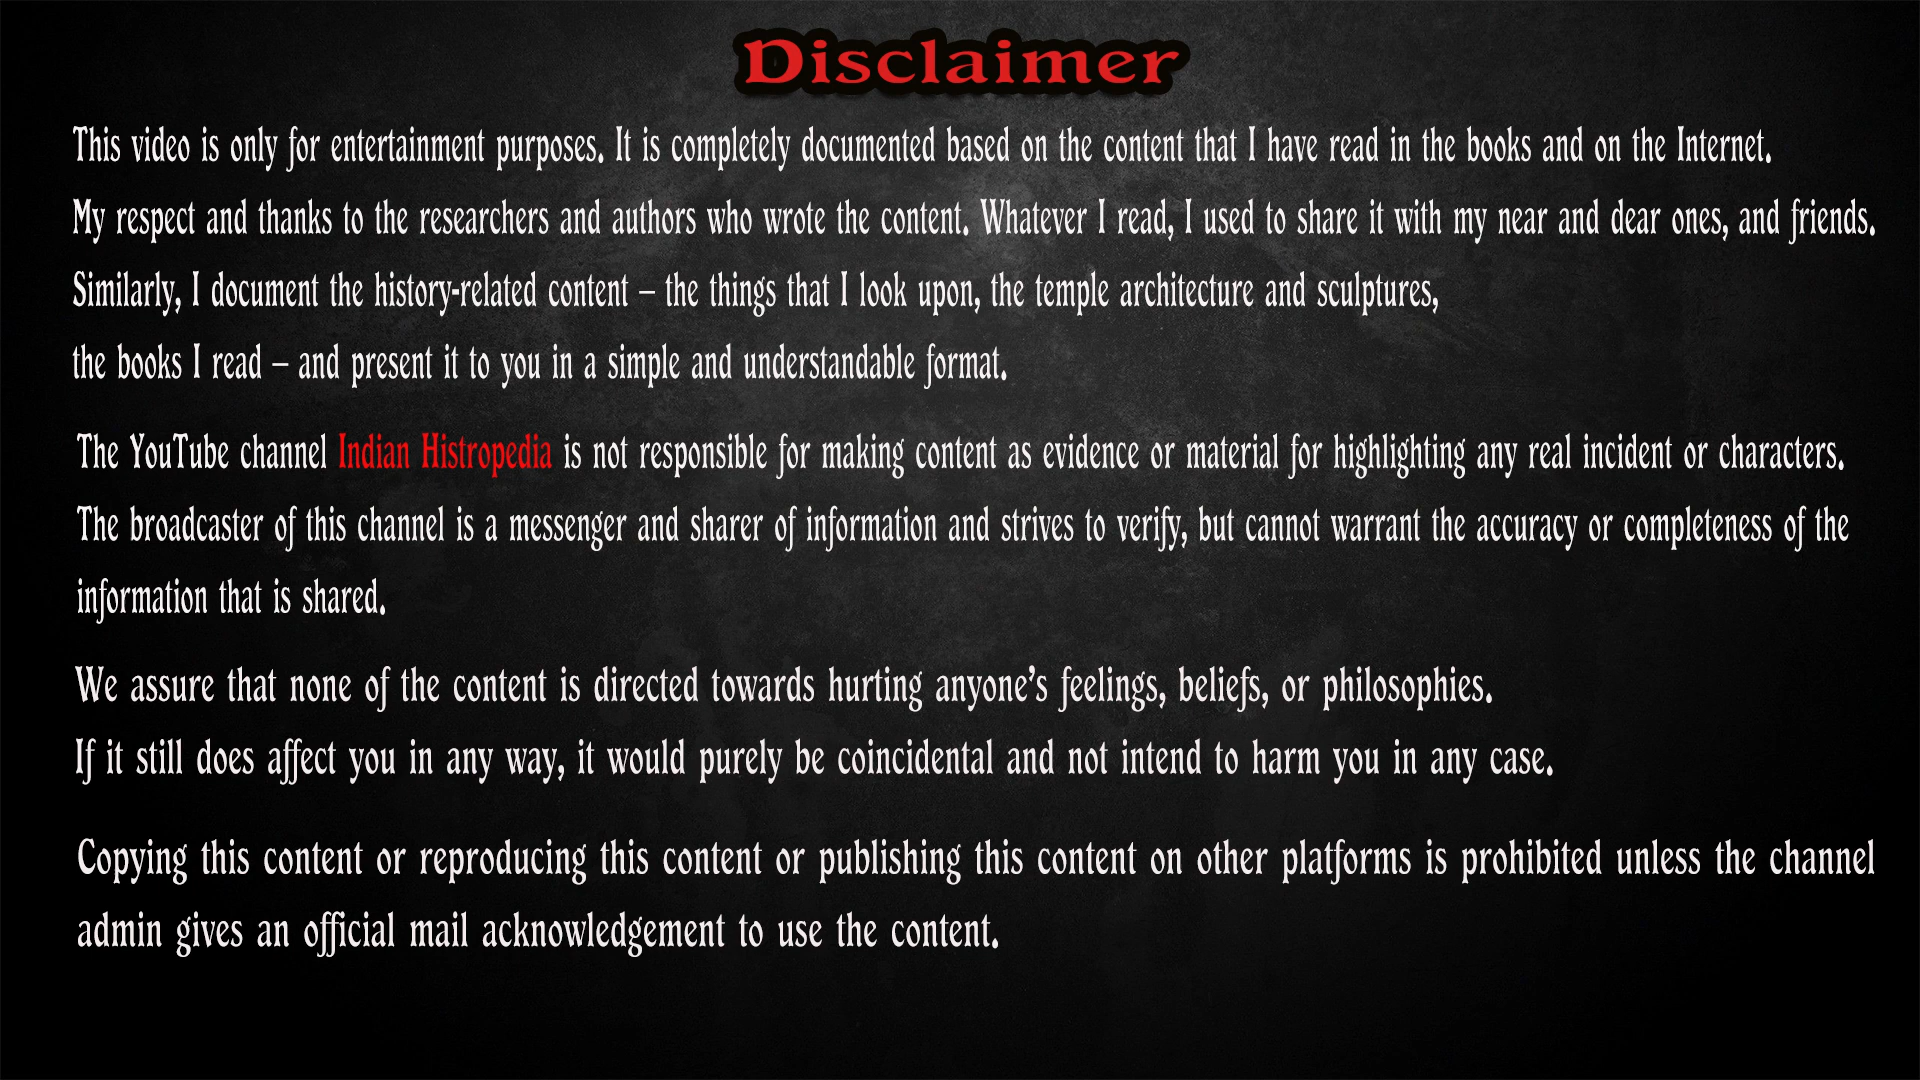 Disclaimer
This video is only for entertainment purposes. It is completely documented based on the content that I have read in the books and on the Internet.
My respect and thanks to the researchers and authors who wrote the content. Whatever I read, I used to share it with my near and dear ones, and friends.
Similarly, I document the history-related content – the things that I look upon, the temple architecture and sculptures,
the books I read – and present it to you in a simple and understandable format.
The YouTube channel Indian Histropedia is not responsible for making content as evidence or material for highlighting any real incident or characters.
The broadcaster of this channel is a messenger and sharer of information and strives to verify, but cannot warrant the accuracy or completeness of the
information that is shared.
We assure that none of the content is directed towards hurting anyone’s feelings, beliefs, or philosophies.
If it still does affect you in any way, it would purely be coincidental and not intend to harm you in any case.
Copying this content or reproducing this content or publishing this content on other platforms is prohibited unless the channel
admin gives an official mail acknowledgement to use the content.